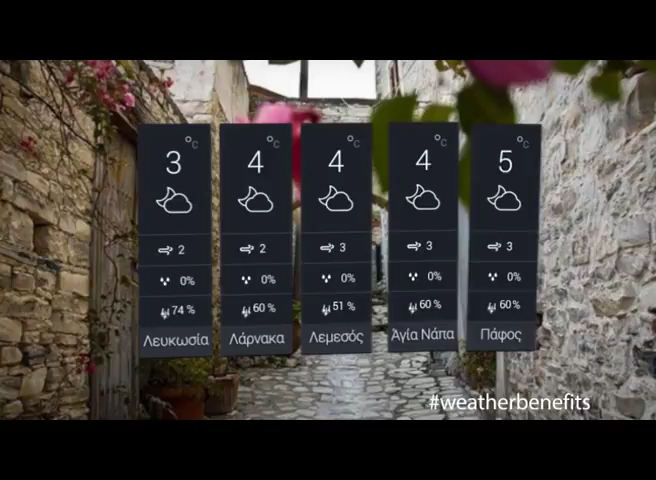 °C °C °C °C °C
3 4 4 4 5
2 2 3 3 3
0% 0% 0% 0% 0%
74 % 60 % 51 % 60 % 60 %
Λευκωσία Λάρνακα Λεμεσός Άγία Νάπα Πάφος
#weatherbenefits